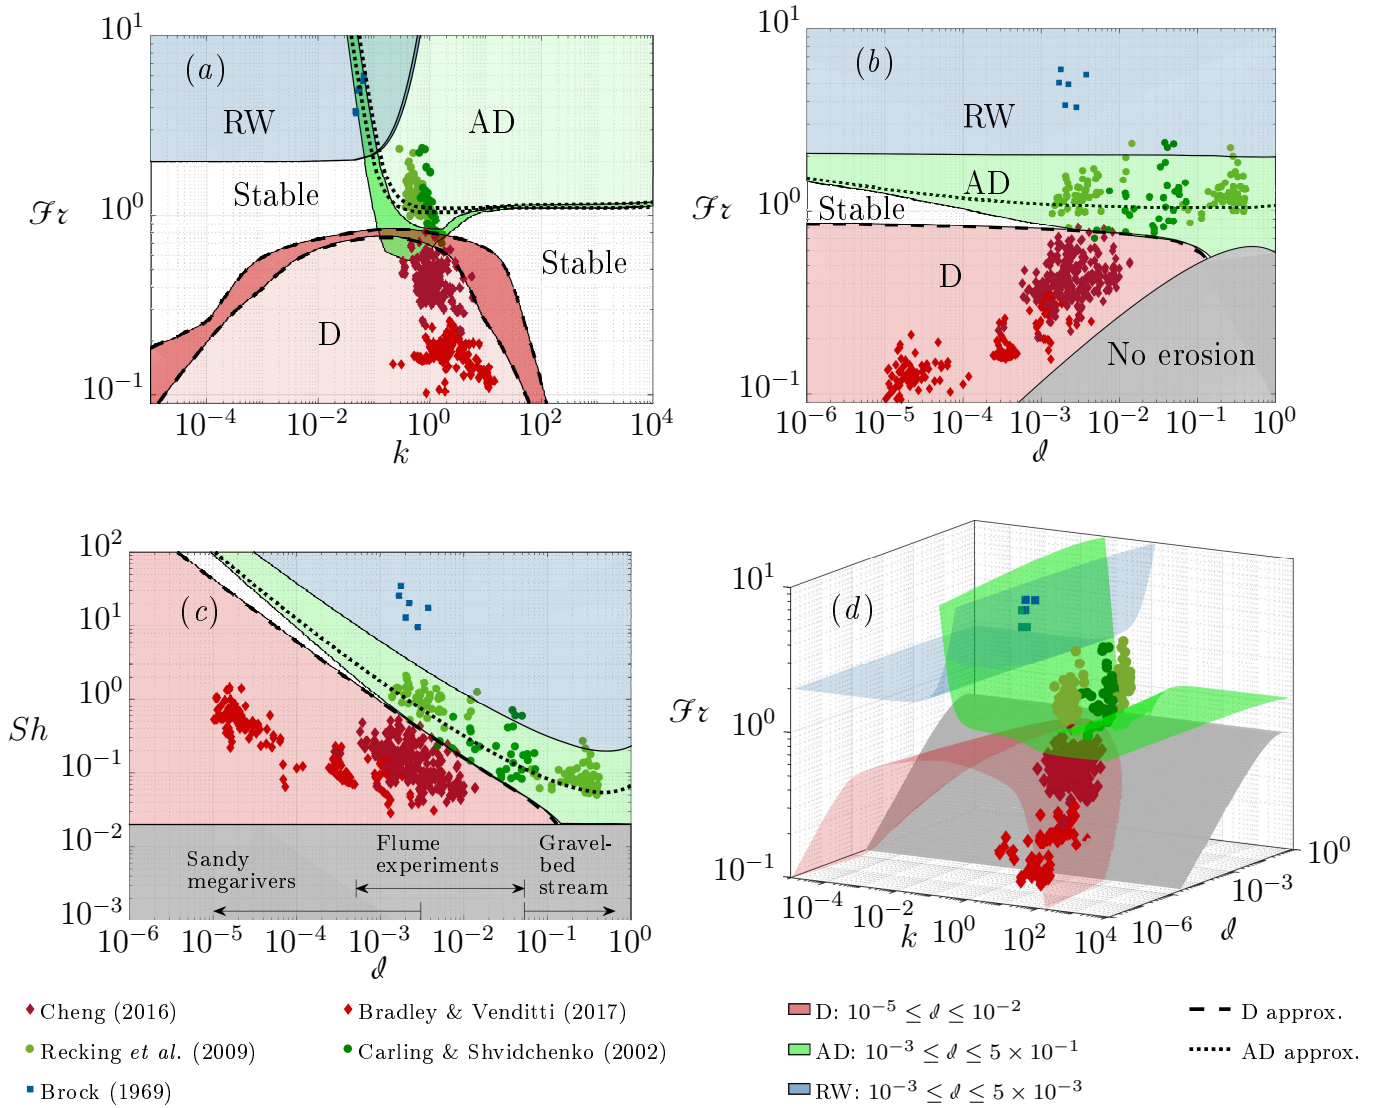 (a)
RW
AD
Stable
Stable
D
ℱr
10¹
10⁰
10⁻¹
10⁻⁴
10⁻²
10⁰
10²
10⁴
k
(b)
RW
AD
Stable
D
No erosion
ℱr
10¹
10⁰
10⁻¹
10⁻⁶
10⁻⁵
10⁻⁴
10⁻³
10⁻²
10⁻¹
10⁰
d
(c)
Sandy
megarivers
Flume
experiments
Gravel-
bed
stream
Sh
10²
10¹
10⁰
10⁻¹
10⁻²
10⁻³
10⁻⁶
10⁻⁵
10⁻⁴
10⁻³
10⁻²
10⁻¹
10⁰
d
(d)
ℱr
10¹
10⁰
10⁻¹
10⁻⁴
10⁻²
10⁰
10²
10⁴
k
10⁻⁶
10⁻³
10⁰
d
Cheng (2016)
Bradley & Venditti (2017)
Recking et al. (2009)
Carling & Shvidchenko (2002)
Brock (1969)
D: 10⁻⁵ ≤ d ≤ 10⁻²
AD: 10⁻³ ≤ d ≤ 5 × 10⁻¹
RW: 10⁻³ ≤ d ≤ 5 × 10⁻³
D approx.
AD approx.